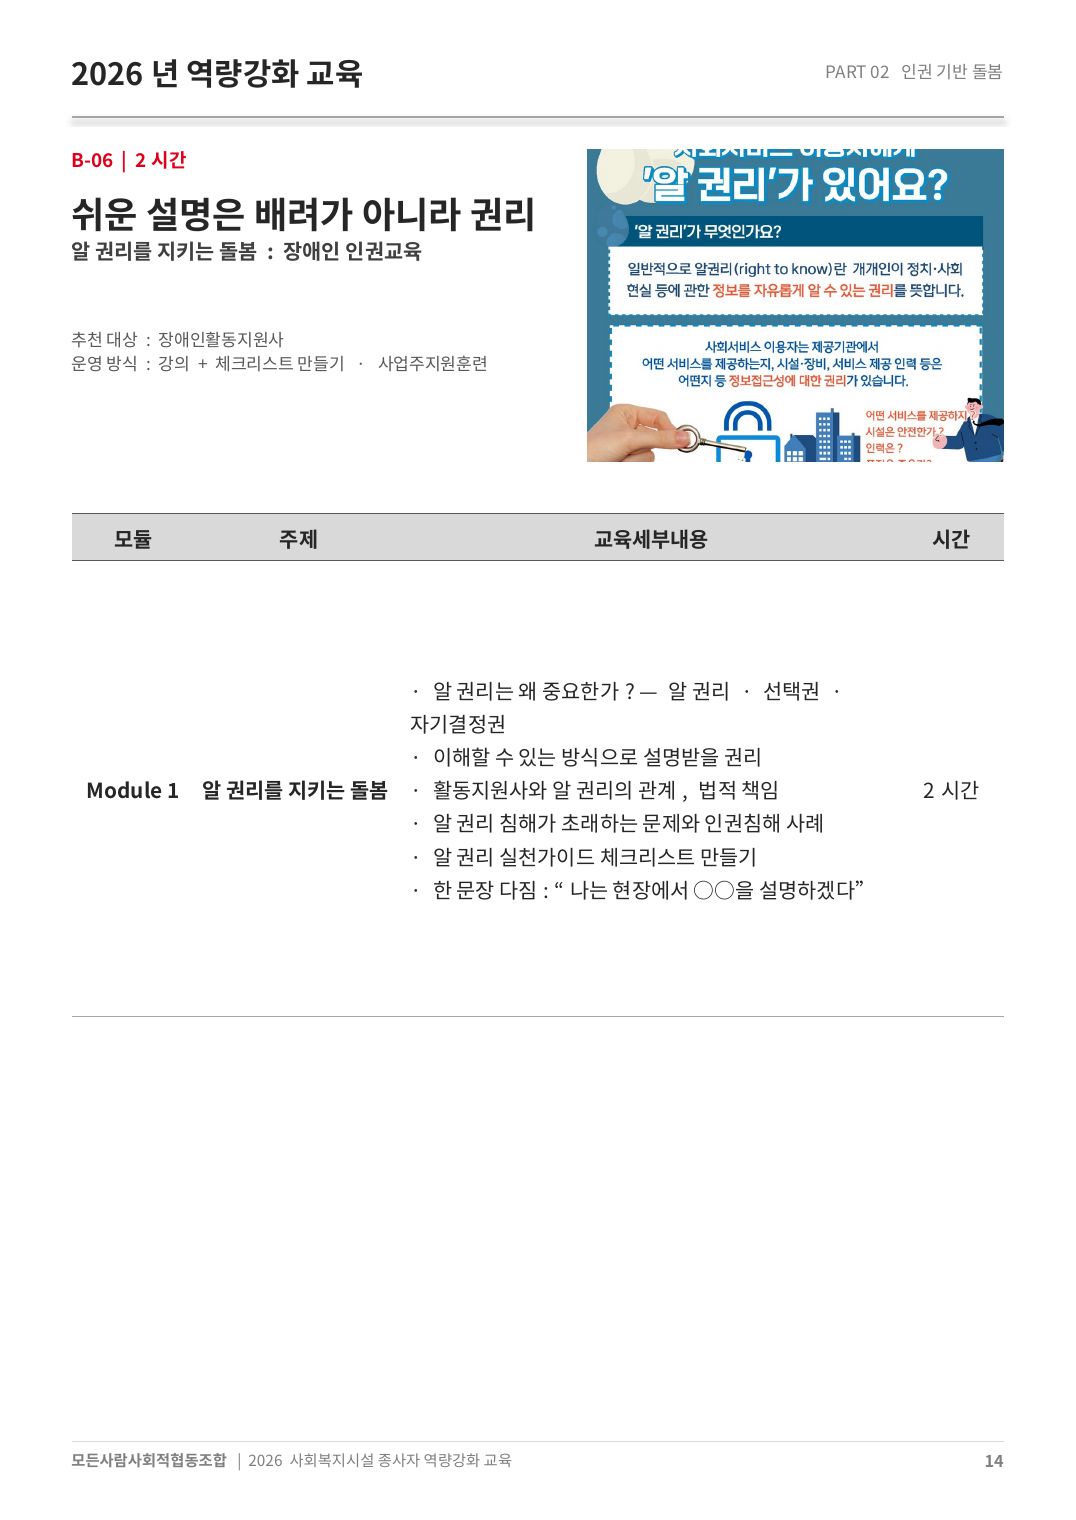 2026 년 역량강화 교육
PART 02 인권 기반 돌봄
B-06 | 2 시간
쉬운 설명은 배려가 아니라 권리
알 권리를 지키는 돌봄 : 장애인 인권교육
추천 대상 : 장애인활동지원사
운영 방식 : 강의 + 체크리스트 만들기 · 사업주지원훈련
'알 권리'가 있어요?
'알 권리'가 무엇인가요?
일반적으로 알권리(right to know)란 개개인이 정치·사회
현실 등에 관한 정보를 자유롭게 알 수 있는 권리를 뜻합니다.
사회서비스 이용자는 제공기관에서
어떤 서비스를 제공하는지, 시설·장비, 서비스 제공 인력 등은
어떤지 등 정보접근성에 대한 권리가 있습니다.
어떤 서비스를 제공하지?
시설은 안전한가?
인력은 ?
모듈 주제 교육세부내용 시간
Module 1 알 권리를 지키는 돌봄
· 알 권리는 왜 중요한가 ? — 알 권리 · 선택권 ·
자기결정권
· 이해할 수 있는 방식으로 설명받을 권리
· 활동지원사와 알 권리의 관계 , 법적 책임
· 알 권리 침해가 초래하는 문제와 인권침해 사례
· 알 권리 실천가이드 체크리스트 만들기
· 한 문장 다짐 : “ 나는 현장에서 ○○을 설명하겠다”
2 시간
모든사람사회적협동조합 | 2026 사회복지시설 종사자 역량강화 교육
14